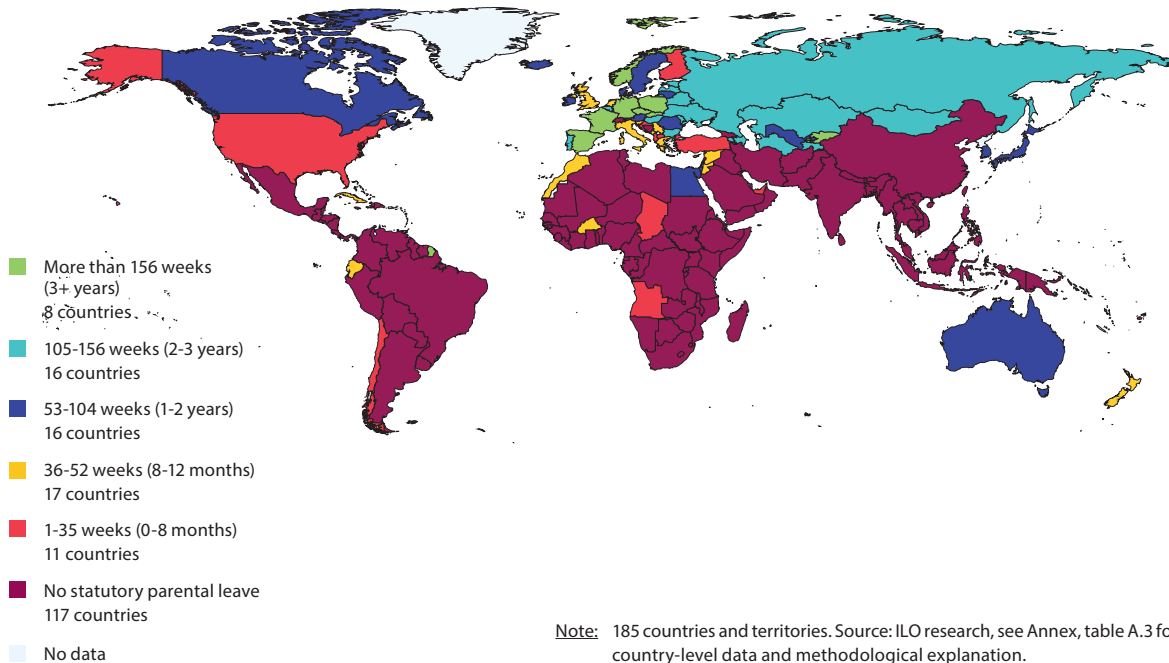 More than 156 weeks
(3+ years)
8 countries
105-156 weeks (2-3 years)
16 countries
53-104 weeks (1-2 years)
16 countries
36-52 weeks (8-12 months)
17 countries
1-35 weeks (0-8 months)
11 countries
No statutory parental leave
117 countries
No data
Note: 185 countries and territories. Source: ILO research, see Annex, table A.3 fo
country-level data and methodological explanation.